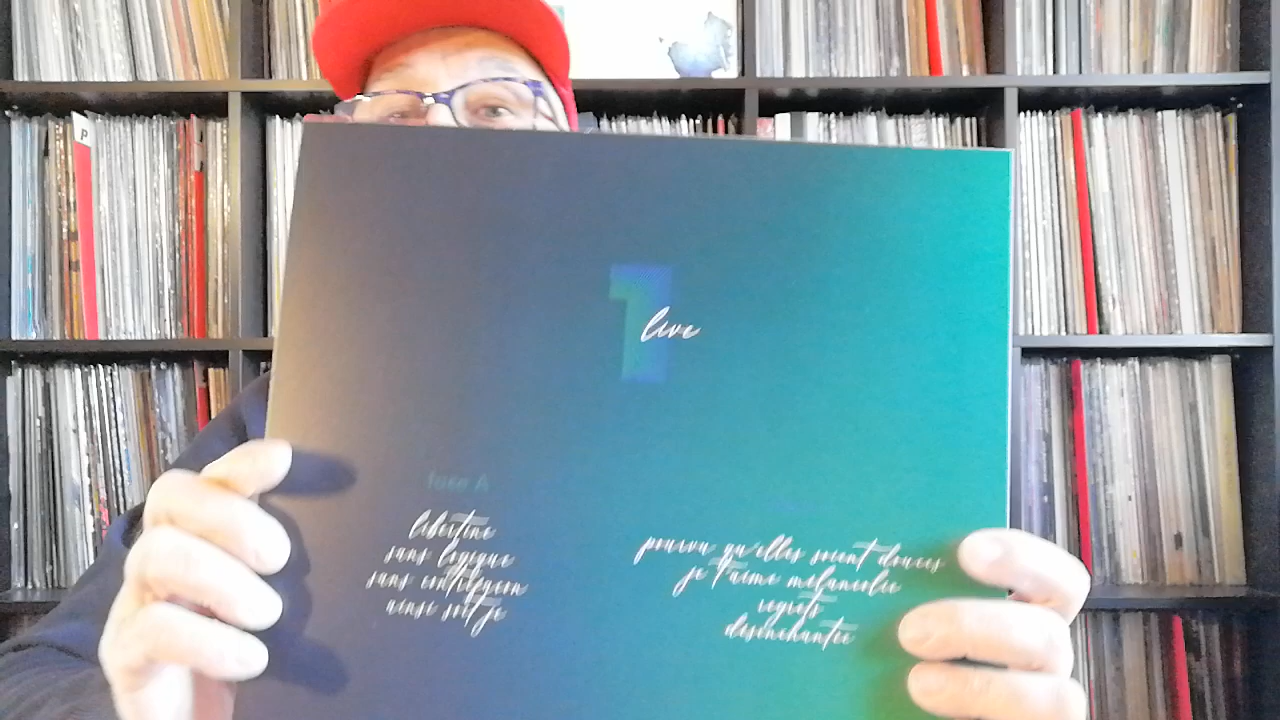 P
1
live
face A
libertine
sans logique
sans contrefaçon
ainsi soit je
pourvu qu'elles soient douces
je t'aime mélancolie
regrets
désenchantée